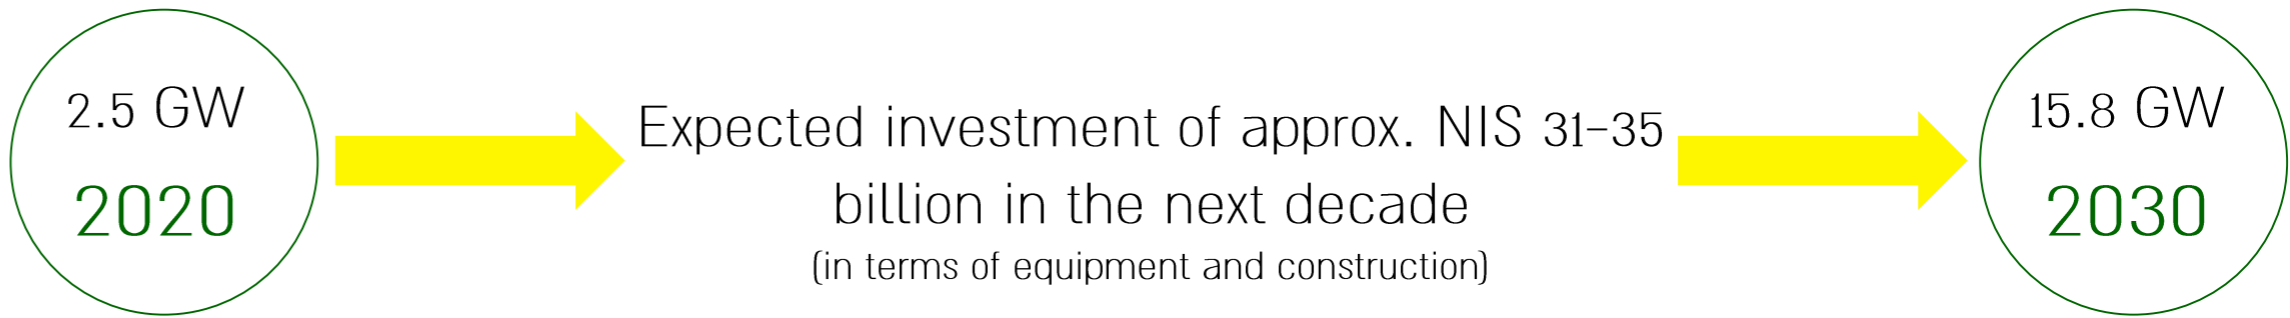 2.5 GW
2020
Expected investment of approx. NIS 31-35
billion in the next decade
(in terms of equipment and construction)
15.8 GW
2030